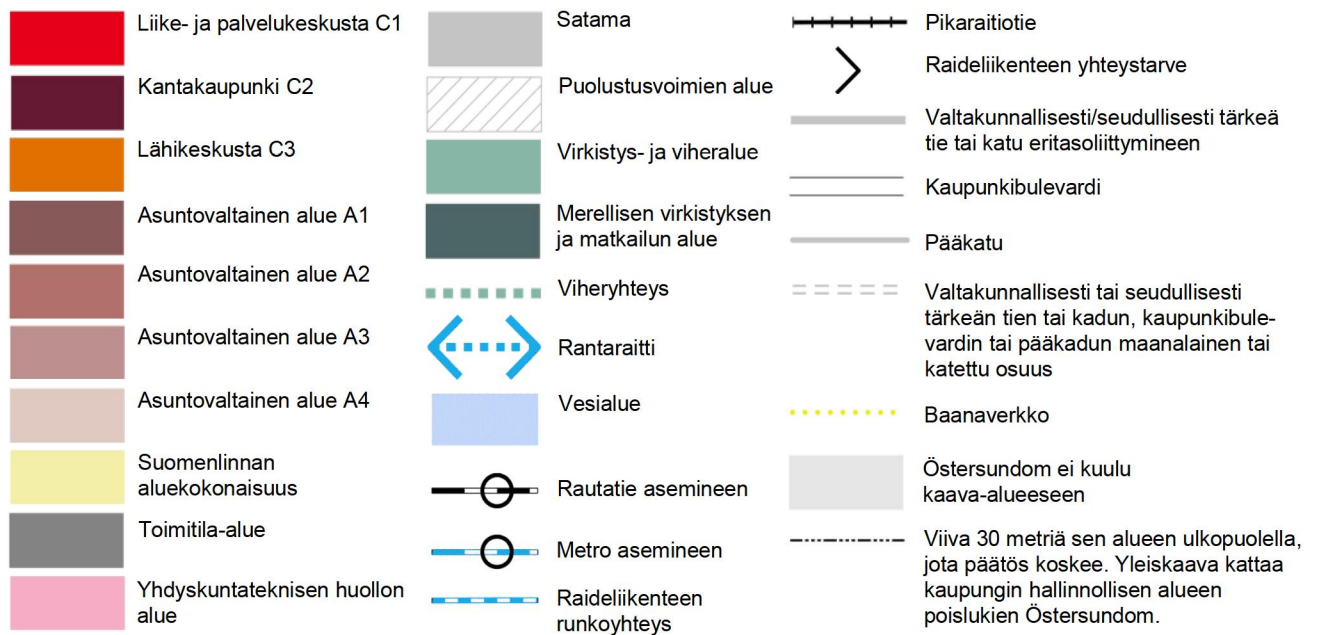 Liike- ja palvelukeskusta C1
Kantakaupunki C2
Lähikeskusta C3
Asuntovaltainen alue A1
Asuntovaltainen alue A2
Asuntovaltainen alue A3
Asuntovaltainen alue A4
Suomenlinnan
aluekokonaisuus
Toimitila-alue
Yhdyskuntateknisen huollon
alue
Satama
Puolustusvoimien alue
Virkistys- ja viheralue
Merellisen virkistyksen
ja matkailun alue
Viheryhteys
Rantaraitti
Vesialue
Rautatie asemineen
Metro asemineen
Raideliikenteen
runkoyhteys
Pikaraitiotie
Raideliikenteen yhteystarve
Valtakunnallisesti/seudullisesti tärkeä
tie tai katu eritasoliittymineen
Kaupunkibulevardi
Pääkatu
Valtakunnallisesti tai seudullisesti
tärkeän tien tai kadun, kaupunkibule-
vardin tai pääkadun maanalainen tai
katettu osuus
Baanaverkko
Östersundom ei kuulu
kaava-alueeseen
Viiva 30 metriä sen alueen ulkopuolella,
jota päätös koskee. Yleiskaava kattaa
kaupungin hallinnollisen alueen
poislukien Östersundom.